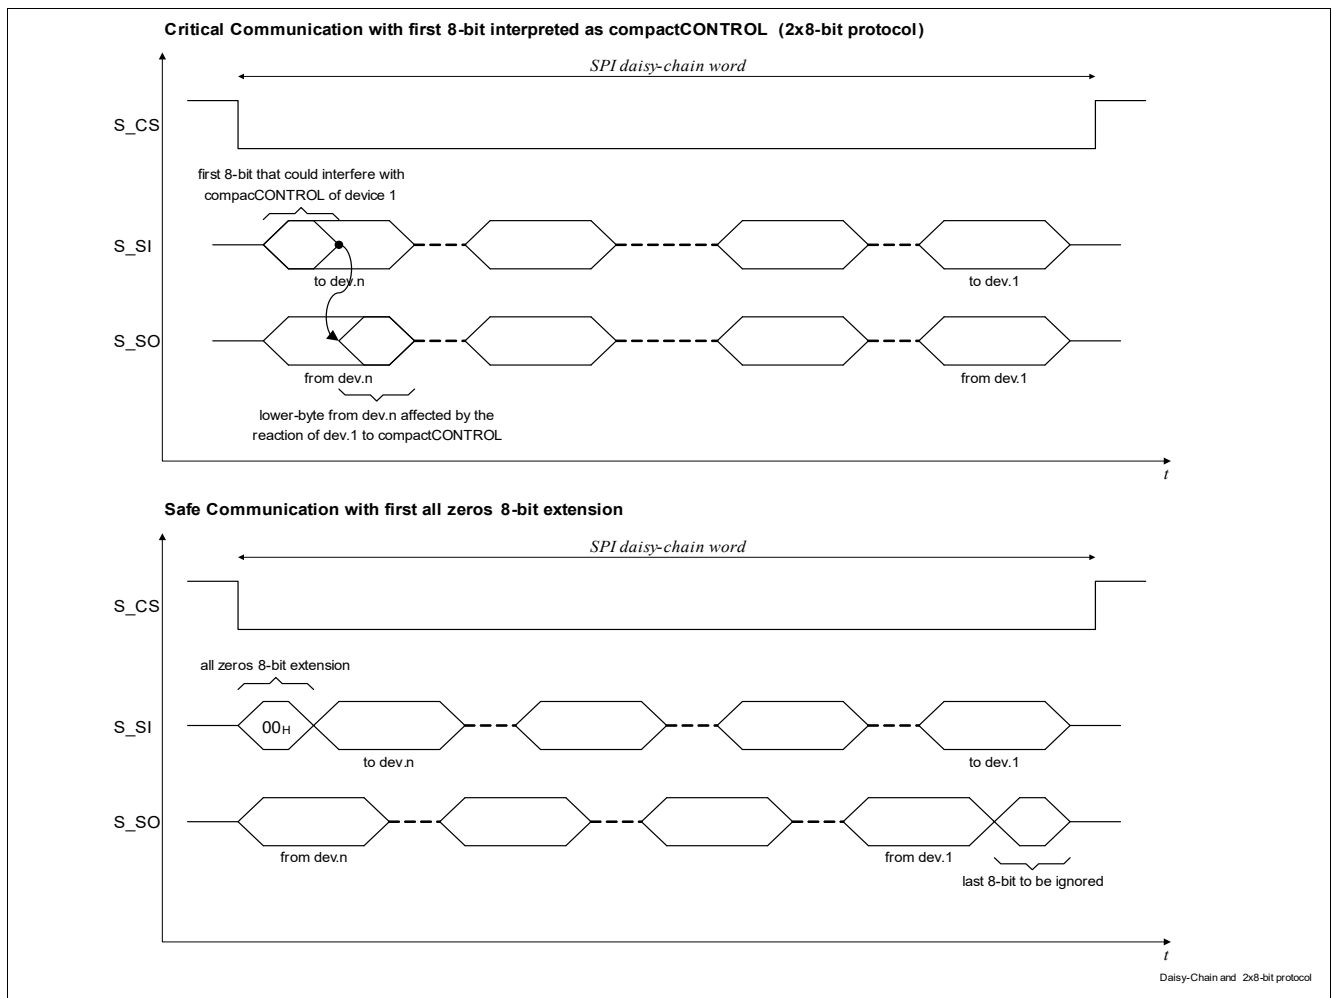 Critical Communication with first 8-bit interpreted as compactCONTROL (2x8-bit protocol)
SPI daisy-chain word
S_CS
first 8-bit that could interfere with
compacCONTROL of device 1
S_SI
to dev.n
to dev.1
S_SO
from dev.n
from dev.1
lower-byte from dev.n affected by the
reaction of dev.1 to compactCONTROL
t
Safe Communication with first all zeros 8-bit extension
SPI daisy-chain word
S_CS
all zeros 8-bit extension
S_SI
00H
to dev.n
to dev.1
S_SO
from dev.n
from dev.1
last 8-bit to be ignored
t
Daisy-Chain and 2x8-bit protocol